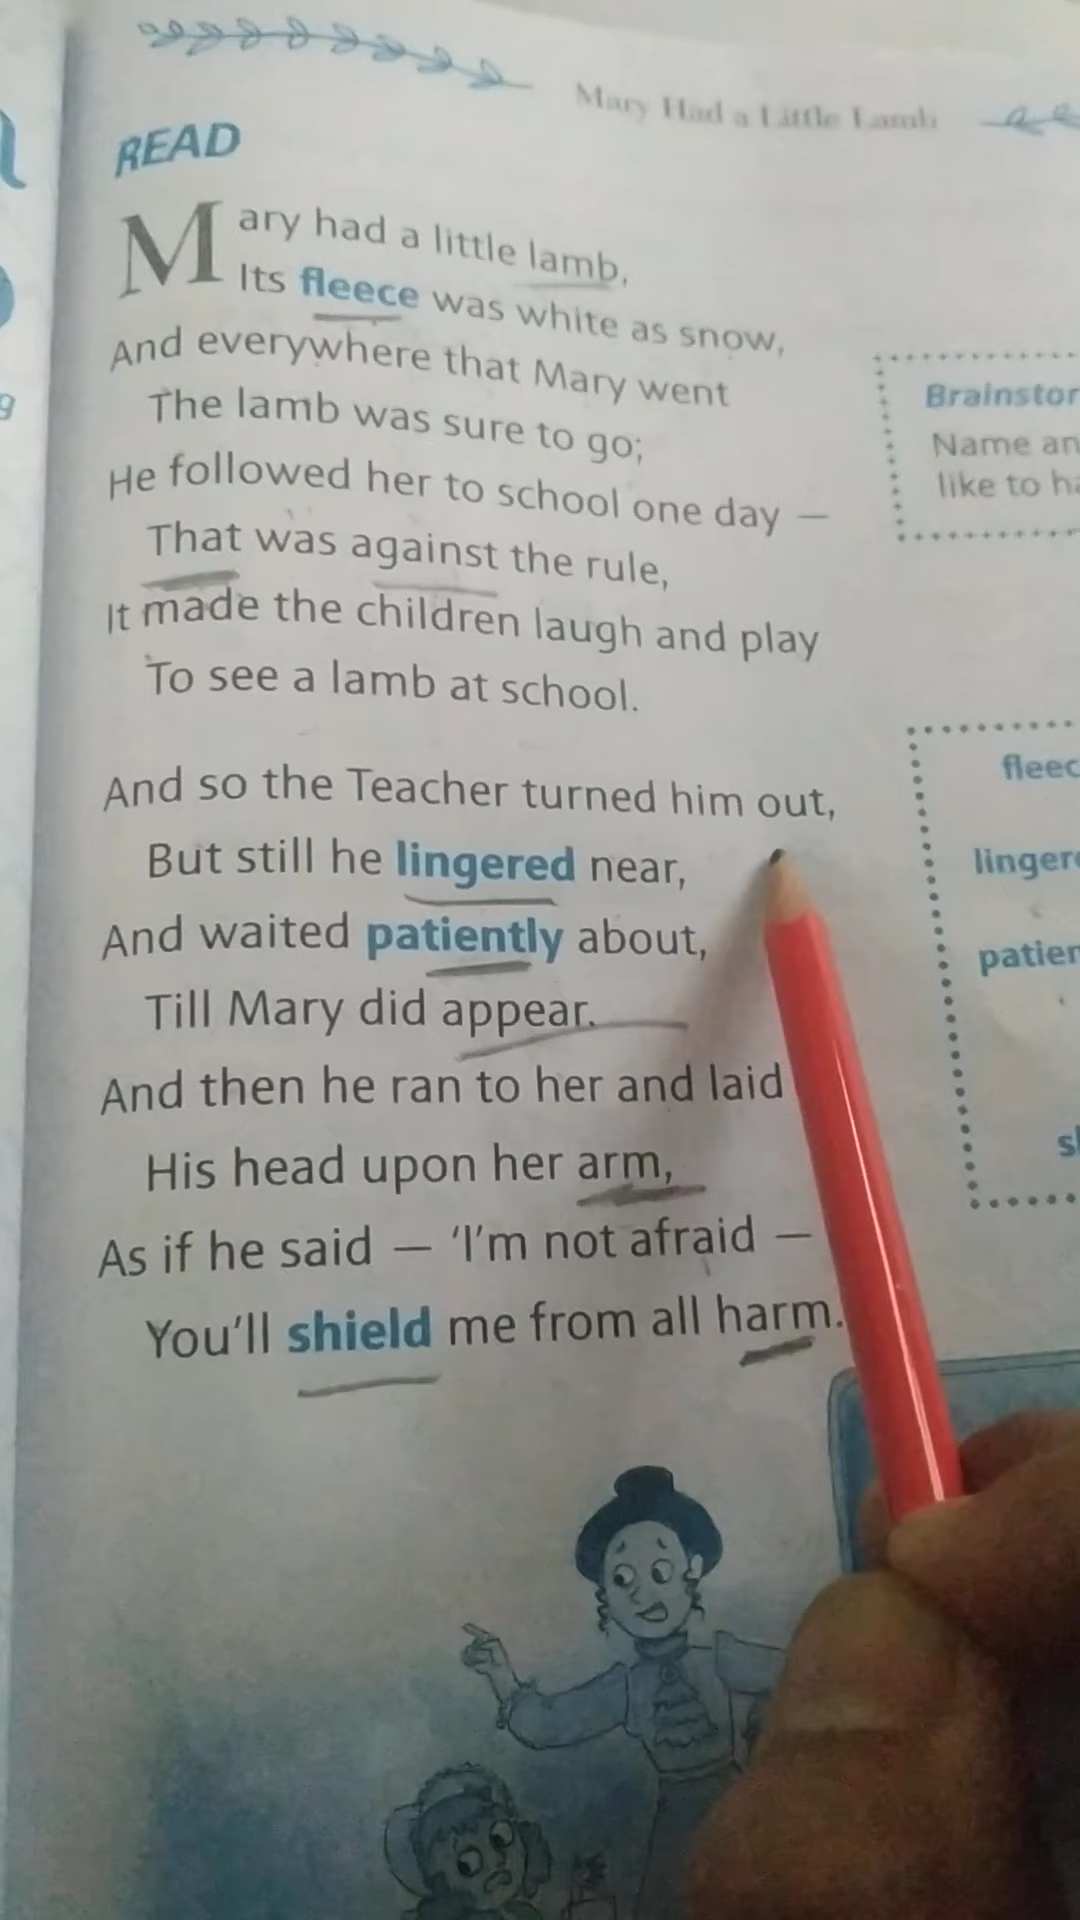 Mary Had a Little Lamb
READ
Mary had a little lamb,
Its fleece was white as snow,
And everywhere that Mary went
The lamb was sure to go;
He followed her to school one day —
That was against the rule,
It made the children laugh and play
To see a lamb at school.
And so the Teacher turned him out,
But still he lingered near,
And waited patiently about,
Till Mary did appear.
And then he ran to her and laid
His head upon her arm,
As if he said — ‘I’m not afraid —
You’ll shield me from all harm.
Brainstor
Name an
like to ha
fleec
lingere
patien